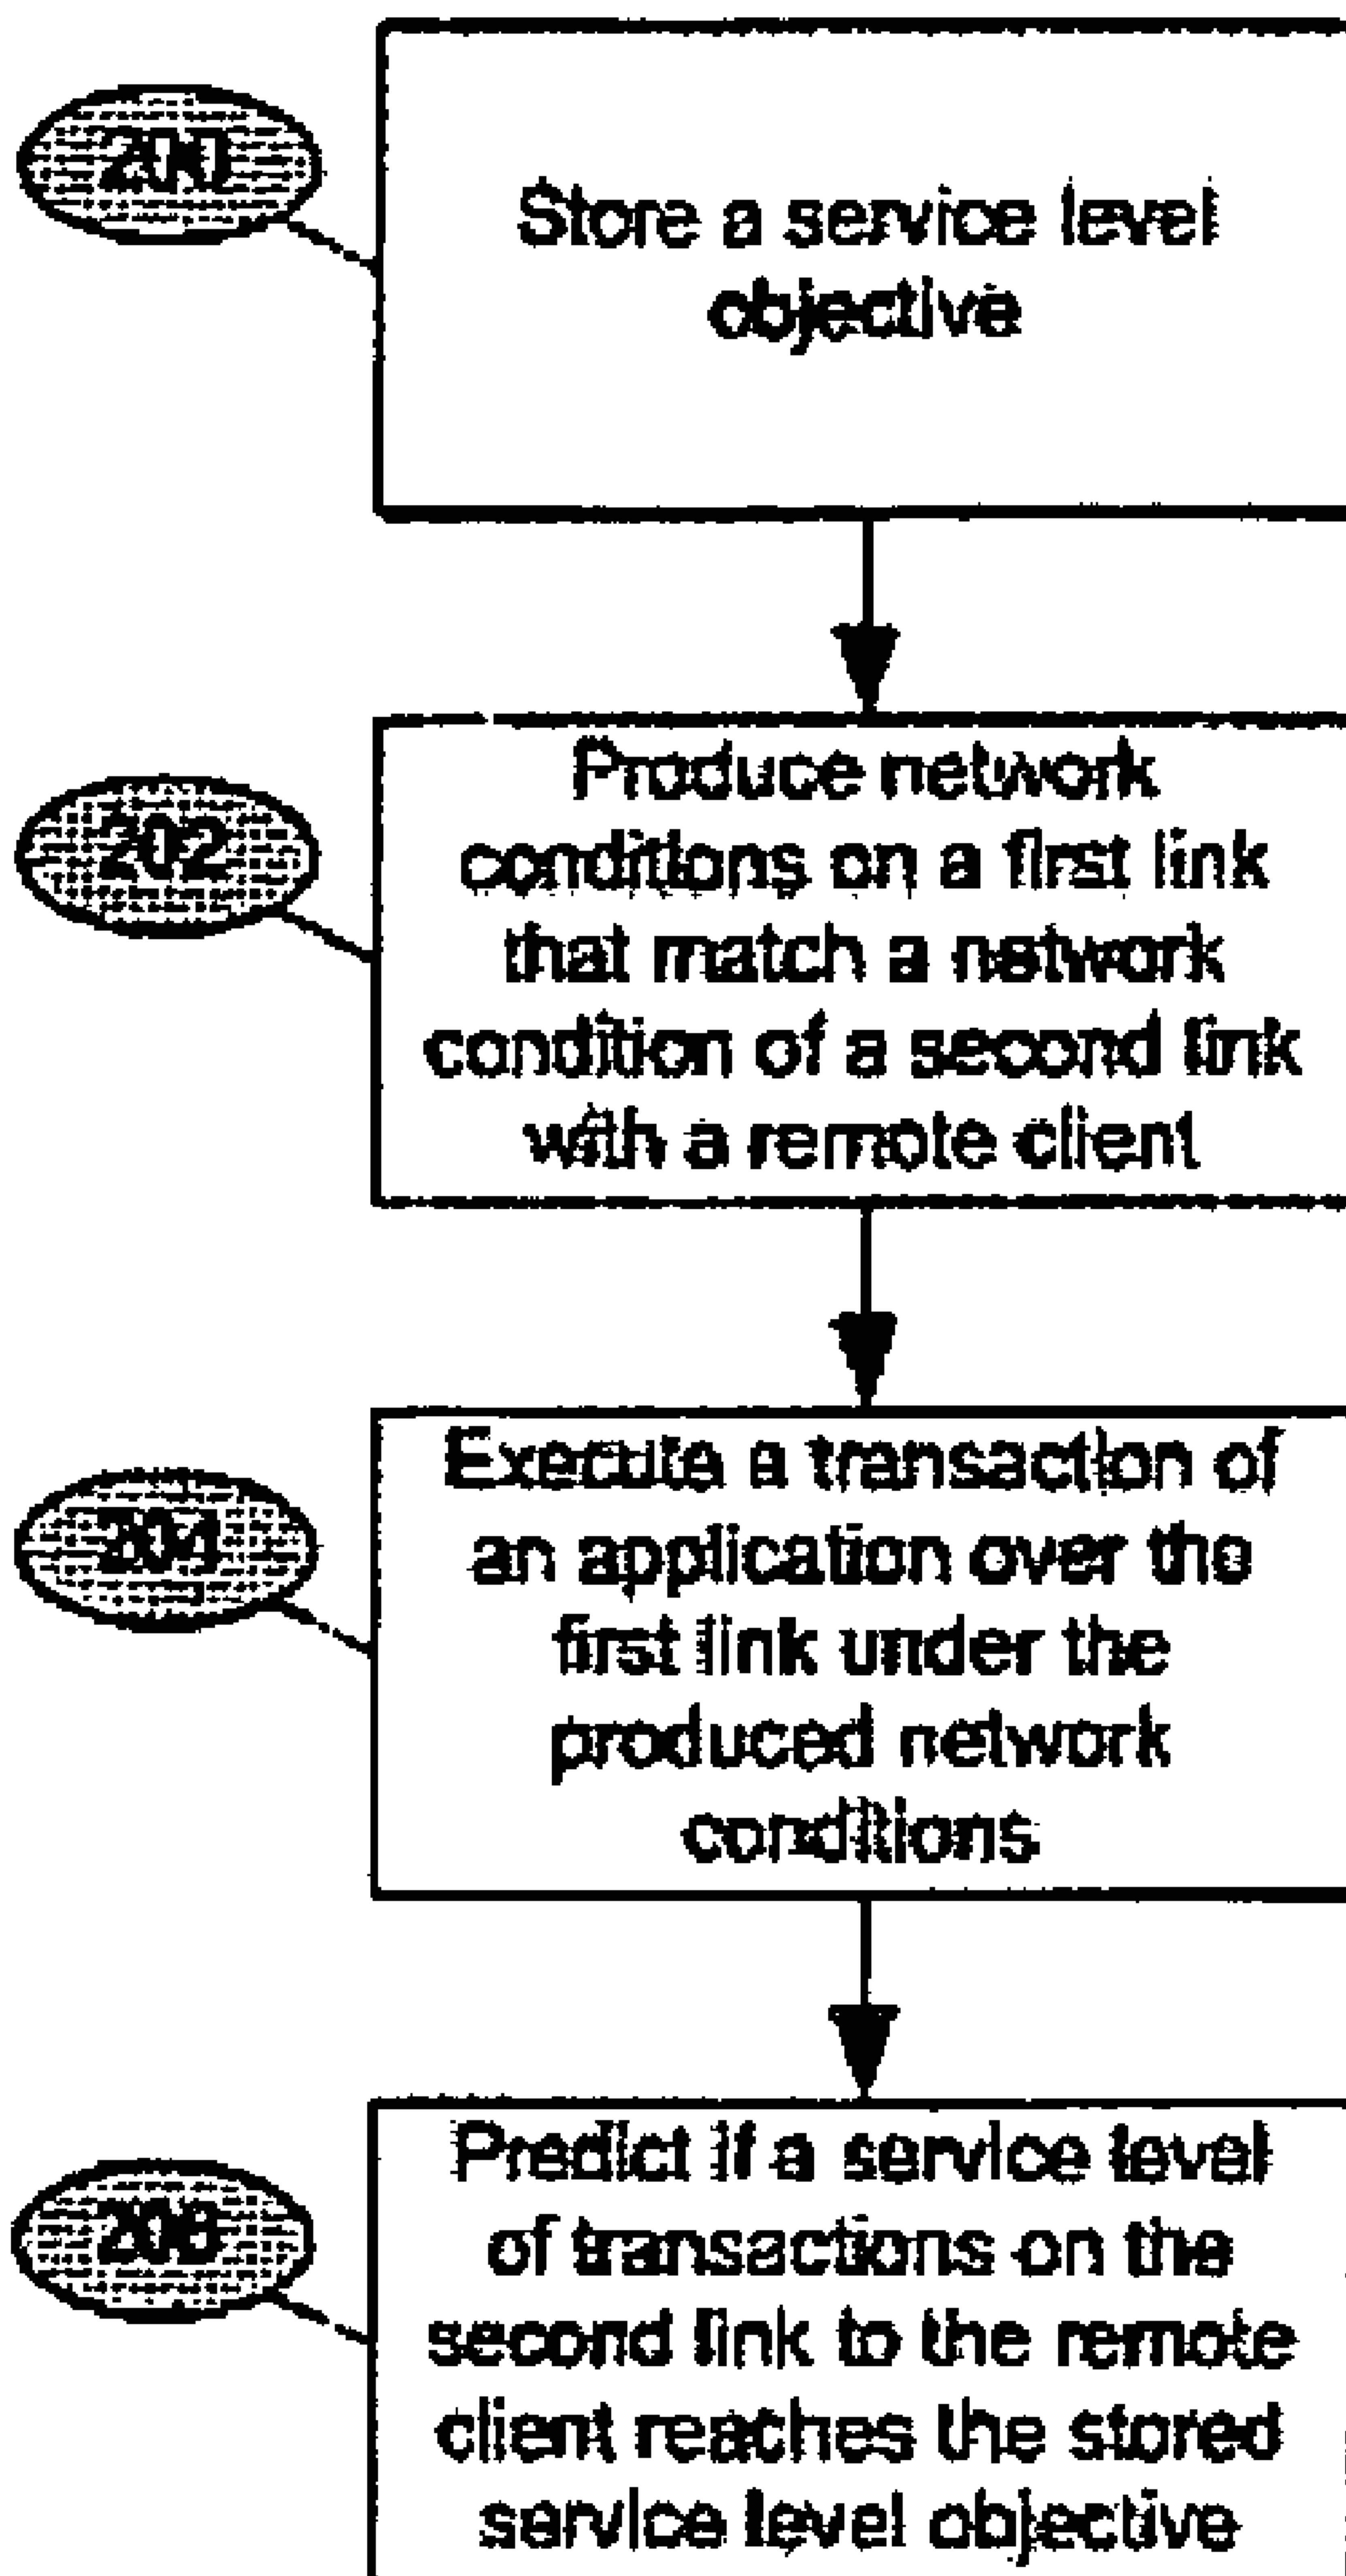 200
Store a service level
objective
202
Produce network
conditions on a first link
that match a network
condition of a second link
with a remote client
204
Execute a transaction of
an application over the
first link under the
produced network
conditions
Predict if a service level
of transactions on the
second link to the remote
client reaches the stored
service level objective